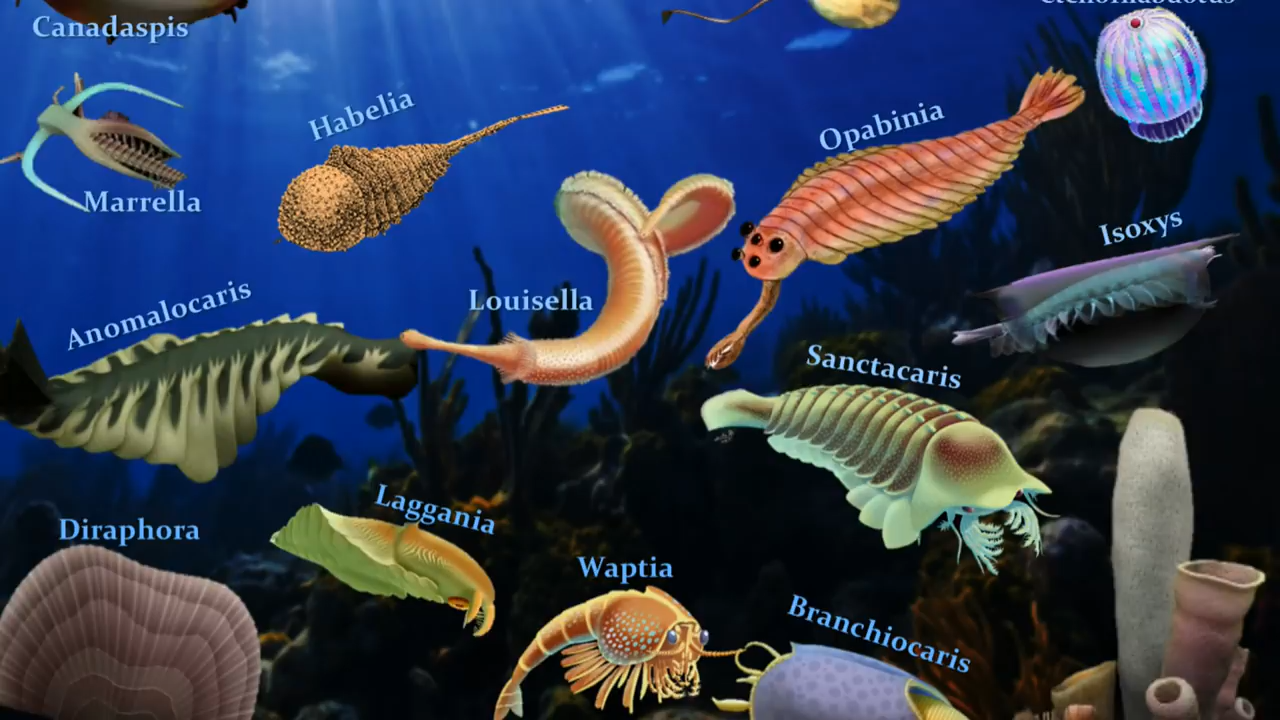 Canadaspis
Habelia
Opabinia
Marrella
Isoxys
Anomalocaris
Louisella
Sanctacaris
Laggania
Diraphora
Waptia
Branchiocaris